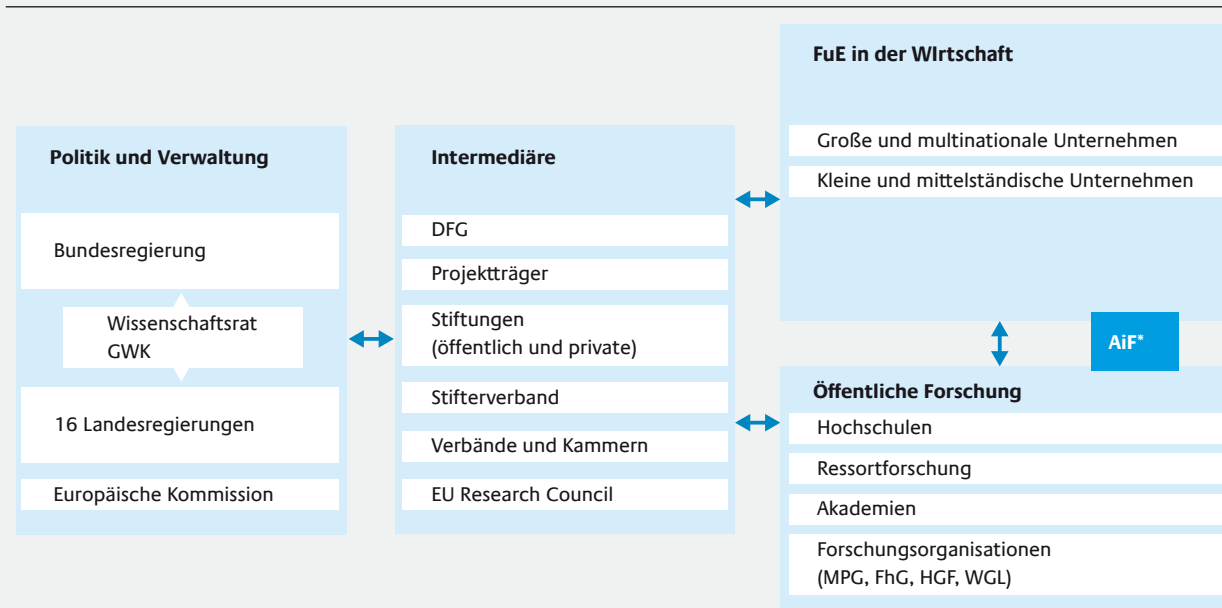 Politik und Verwaltung
Bundesregierung
Wissenschaftsrat
GWK
16 Landesregierungen
Europäische Kommission
Intermediäre
DFG
Projektträger
Stiftungen
(öffentlich und private)
Stifterverband
Verbände und Kammern
EU Research Council
FuE in der WIrtschaft
Große und multinationale Unternehmen
Kleine und mittelständische Unternehmen
AiF*
Öffentliche Forschung
Hochschulen
Ressortforschung
Akademien
Forschungsorganisationen
(MPG, FhG, HGF, WGL)